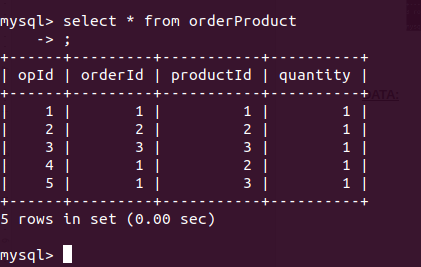 mysql> select * from orderProduct
    -> ;
+------+---------+-----------+----------+
| opId | orderId | productId | quantity |
+------+---------+-----------+----------+
|    1 |       1 |         1 |        1 |
|    2 |       2 |         2 |        1 |
|    3 |       3 |         3 |        1 |
|    4 |       1 |         2 |        1 |
|    5 |       1 |         3 |        1 |
+------+---------+-----------+----------+
5 rows in set (0.00 sec)
mysql>